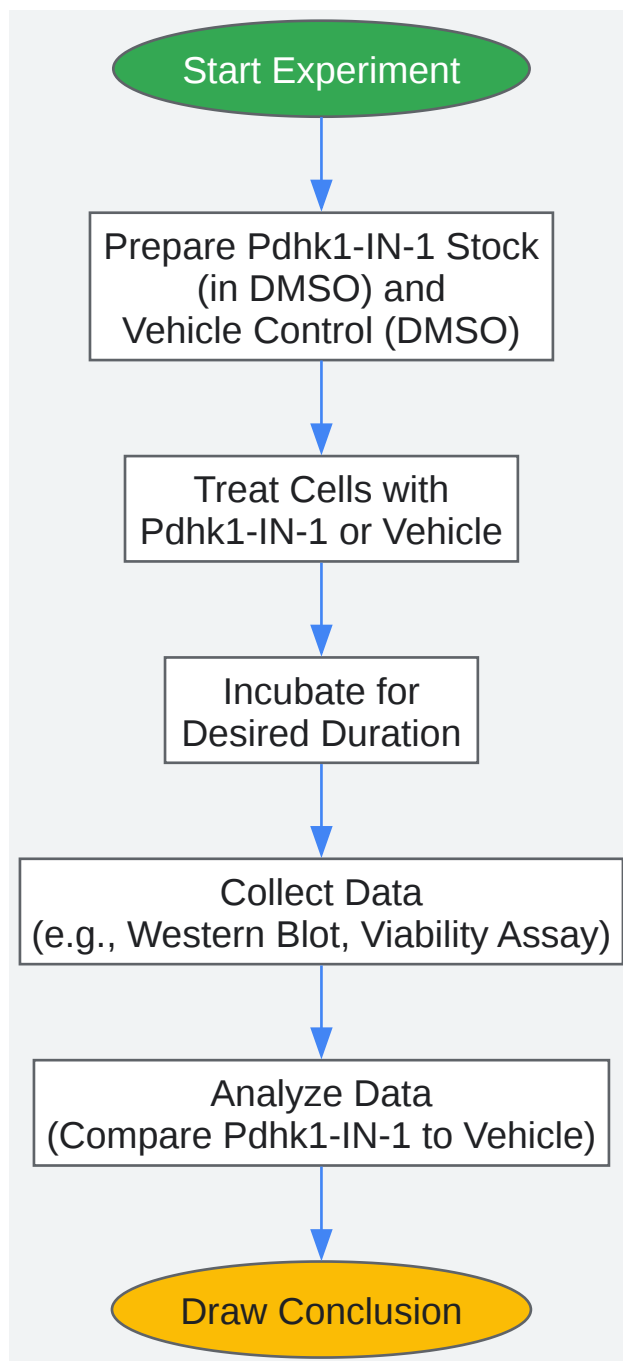 Start Experiment
Prepare Pdhk1-IN-1 Stock
(in DMSO) and
Vehicle Control (DMSO)
Treat Cells with
Pdhk1-IN-1 or Vehicle
Incubate for
Desired Duration
Collect Data
(e.g., Western Blot, Viability Assay)
Analyze Data
(Compare Pdhk1-IN-1 to Vehicle)
Draw Conclusion